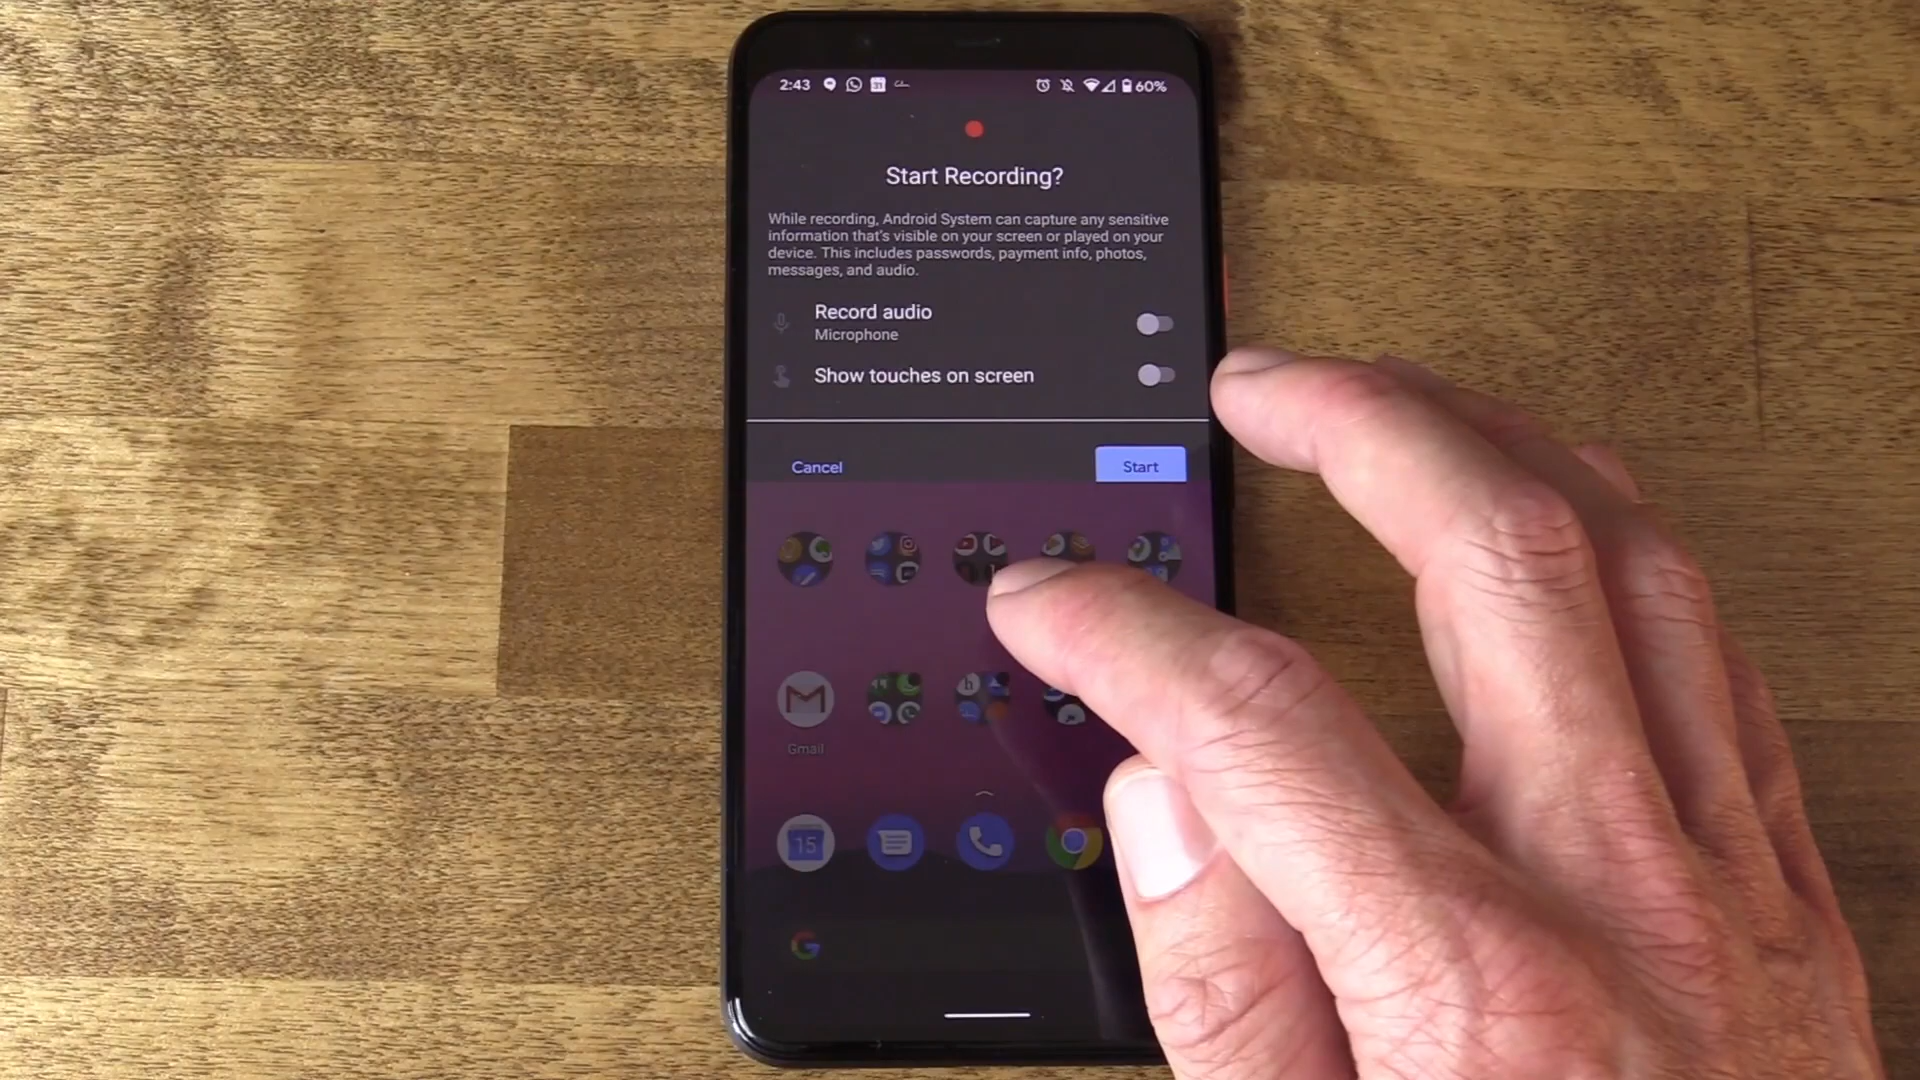 2:43
31
60%
Start Recording?
While recording, Android System can capture any sensitive
information that's visible on your screen or played on your
device. This includes passwords, payment info, photos,
messages, and audio.
Record audio
Microphone
Show touches on screen
Cancel
Start
h
Gmail
15
G